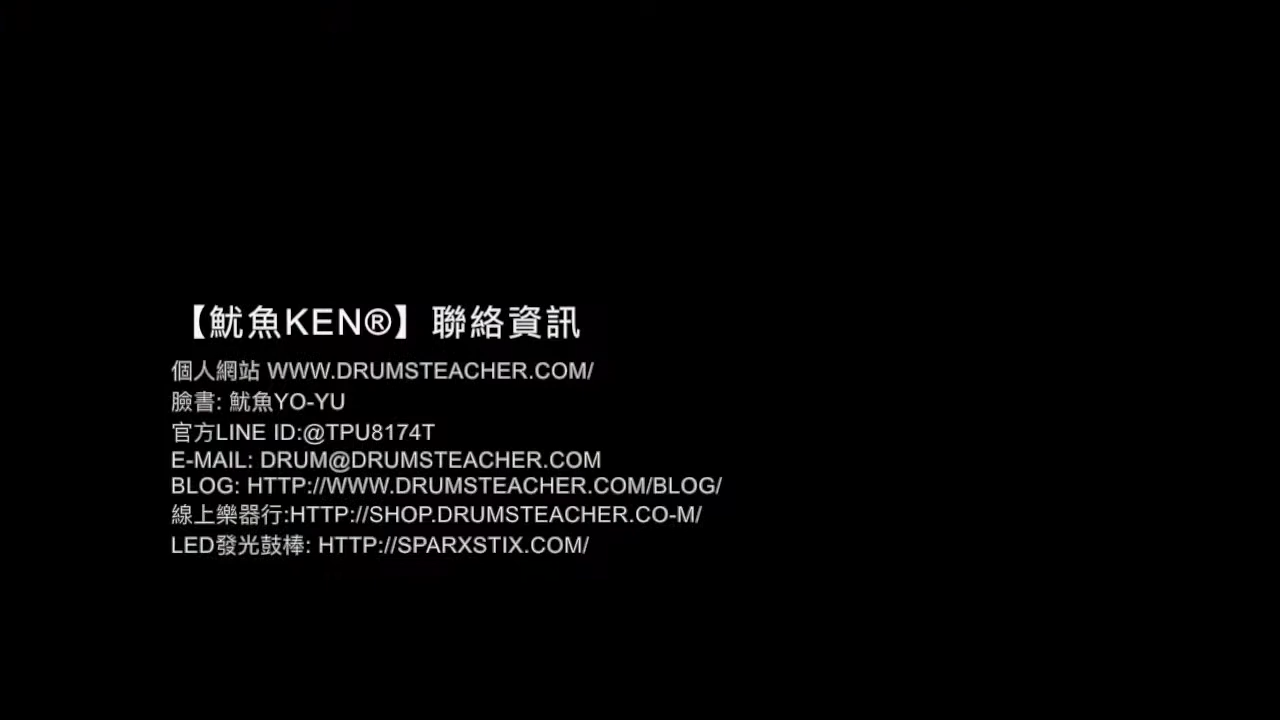 【魷魚KEN®】聯絡資訊
個人網站 WWW.DRUMSTEACHER.COM/
臉書: 魷魚YO-YU
官方LINE ID:@TPU8174T
E-MAIL: DRUM@DRUMSTEACHER.COM
BLOG: HTTP://WWW.DRUMSTEACHER.COM/BLOG/
線上樂器行:HTTP://SHOP.DRUMSTEACHER.CO-M/
LED發光鼓棒: HTTP://SPARXSTIX.COM/